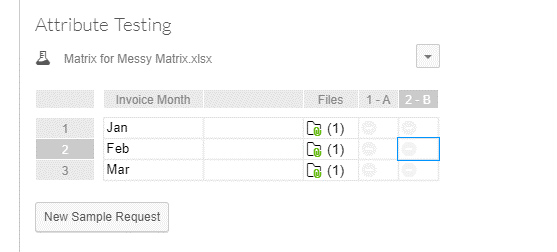 Attribute Testing
Matrix for Messy Matrix.xlsx
Invoice Month Files 1 - A 2 - B
1 Jan (1)
2 Feb (1)
3 Mar (1)
New Sample Request